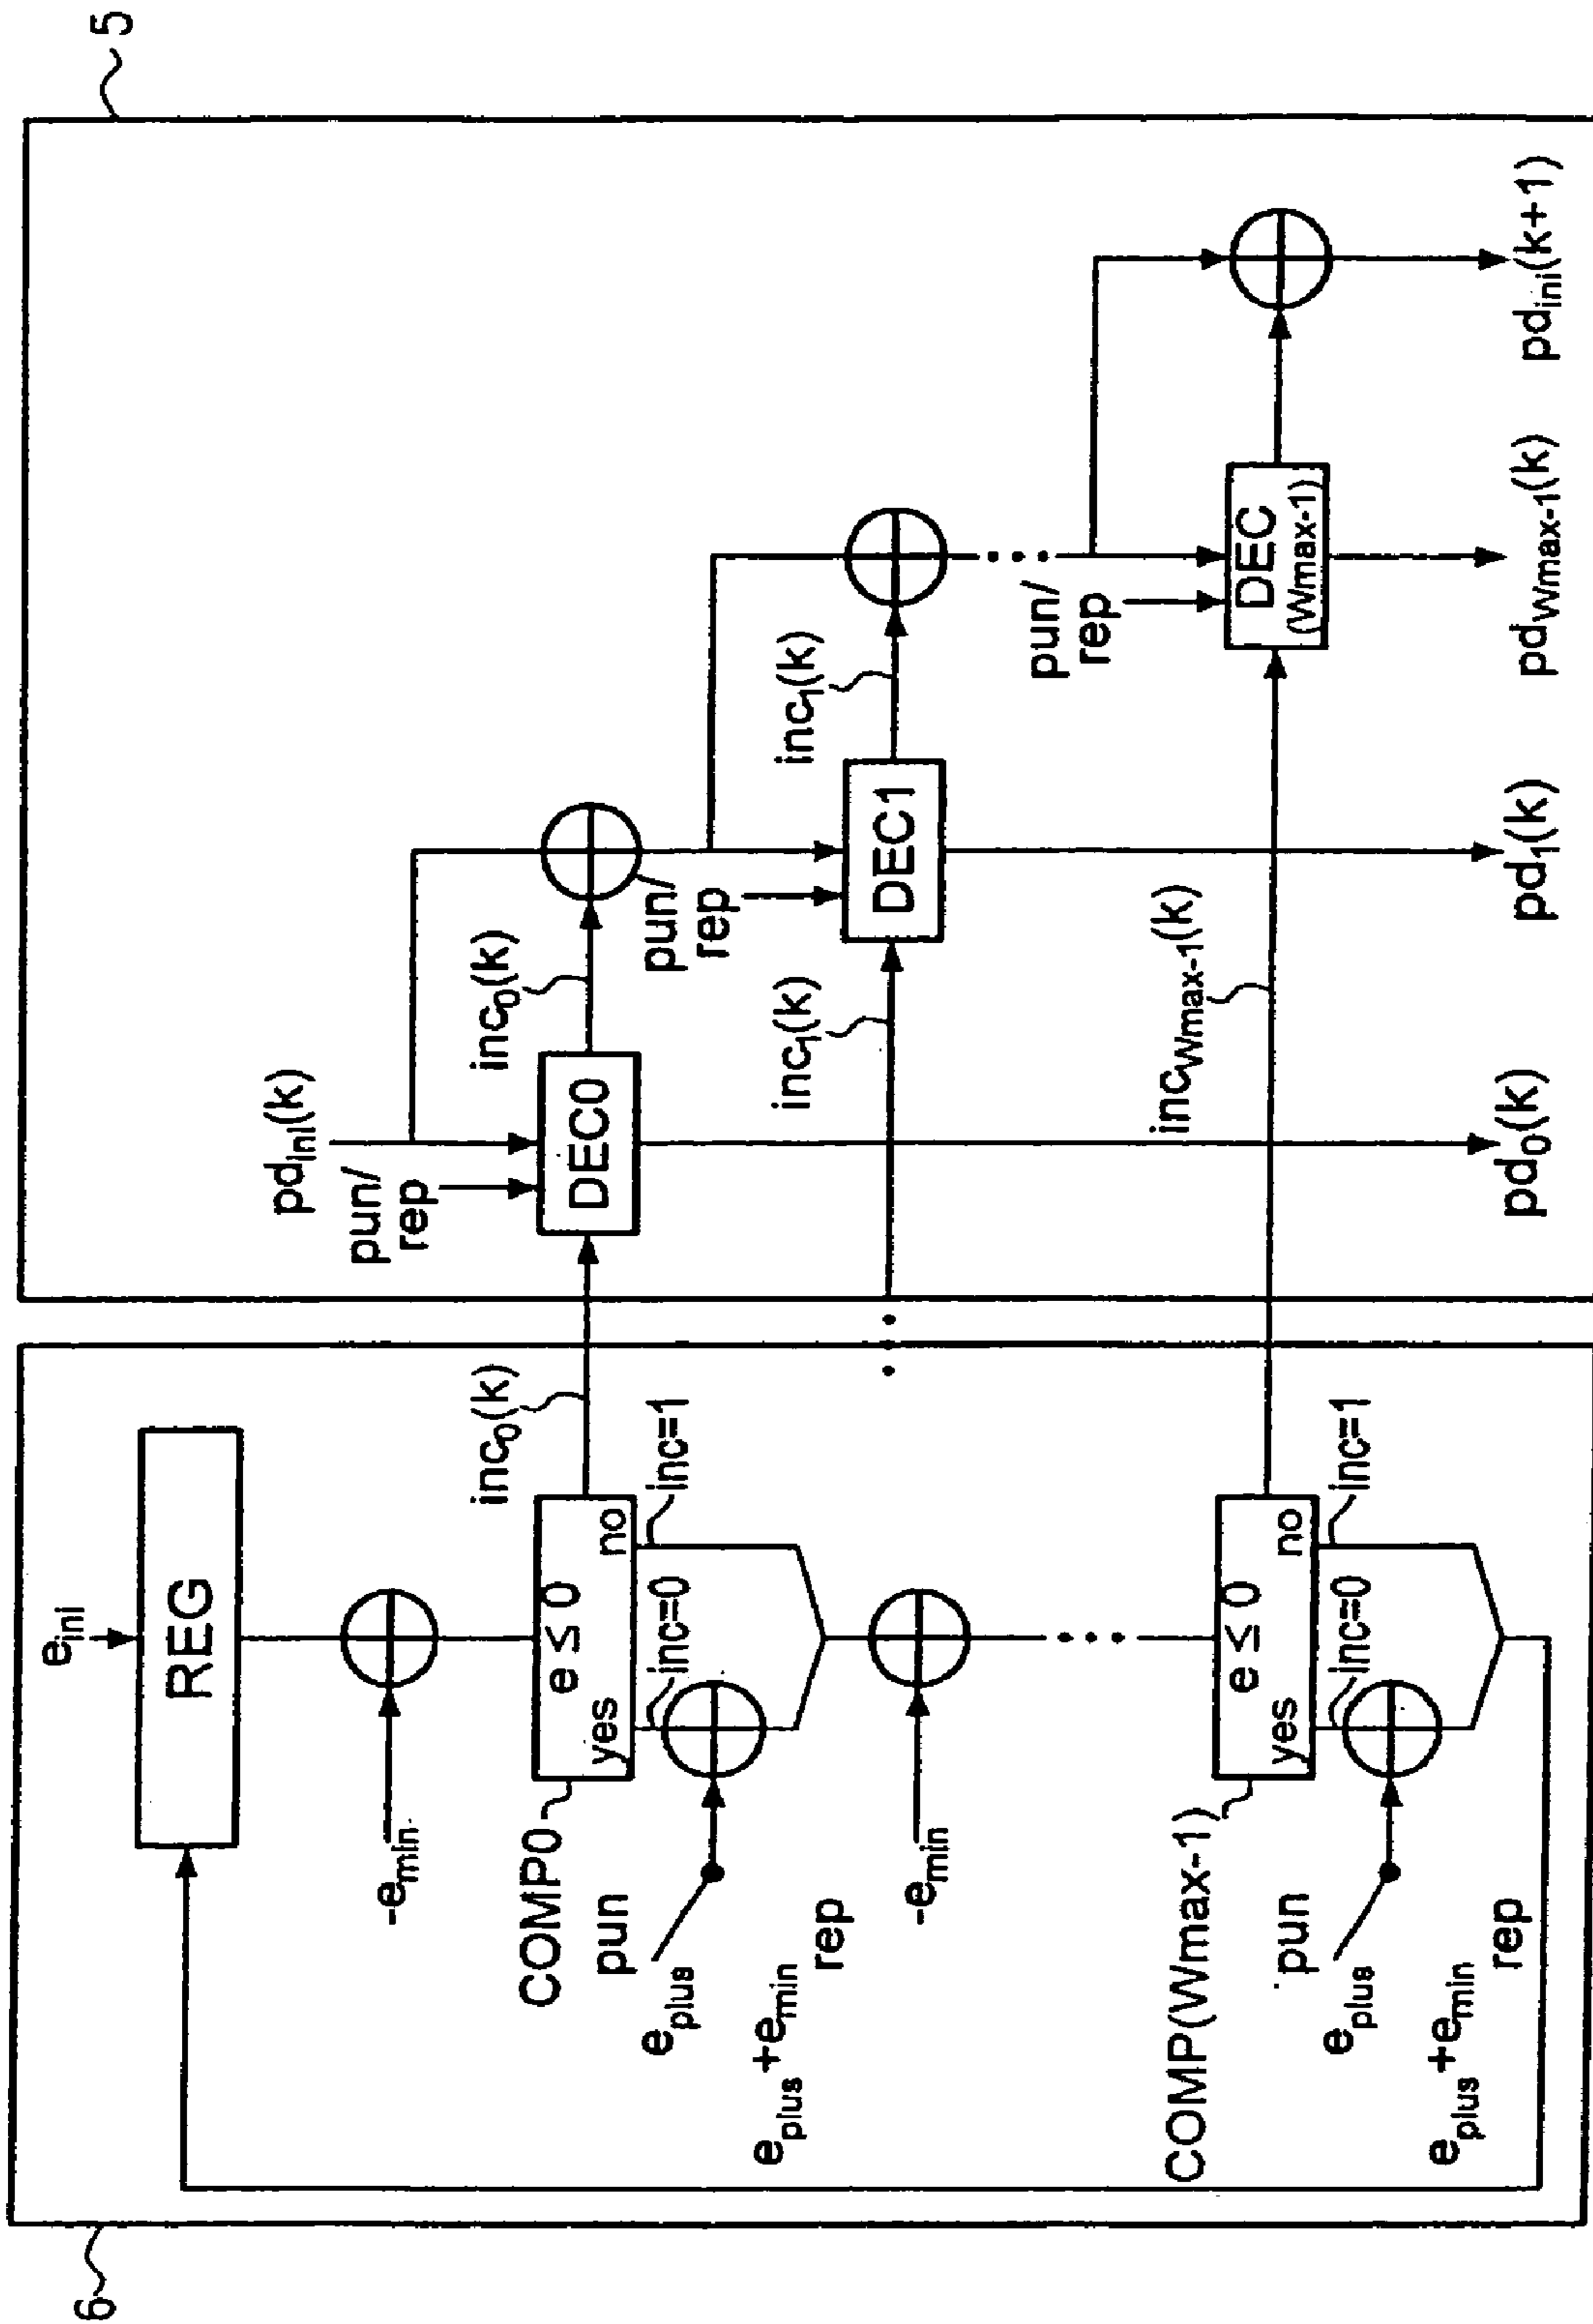 6
5
e_ini
REG
-e_min
COMP0
e ≤ 0
yes
no
inc_0(k)
inc=0
inc=1
pun
e_plus
e_plus+e_min
rep
-e_min
COMP(Wmax-1)
e ≤ 0
yes
no
inc=0
inc=1
pun
e_plus
e_plus+e_min
rep
pd_ini(k)
pun/
rep
DEC0
inc_0(k)
pun/
rep
inc_1(k)
DEC1
inc_1(k)
pun/
rep
inc_Wmax-1(k)
DEC
(Wmax-1)
pd_0(k)
pd_1(k)
pd_Wmax-1(k)
pd_ini(k+1)